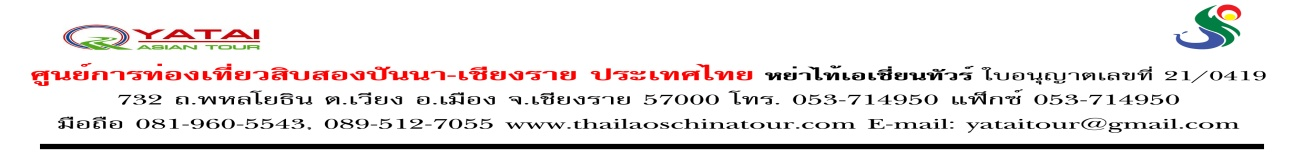 YATAI
ASIAN TOUR
ศูนย์การท่องเที่ยวสิบสองปันนา-เชียงราย ประเทศไทย หย่าไท้เอเชี่ยนทัวร์ ใบอนุญาตเลขที่ 21/0419
732 ถ.พหลโยธิน ต.เวียง อ.เมือง จ.เชียงราย 57000 โทร. 053-714950 แฟ็กซ์ 053-714950
มือถือ 081-960-5543, 089-512-7055 www.thailaoschinatour.com E-mail: yataitour@gmail.com